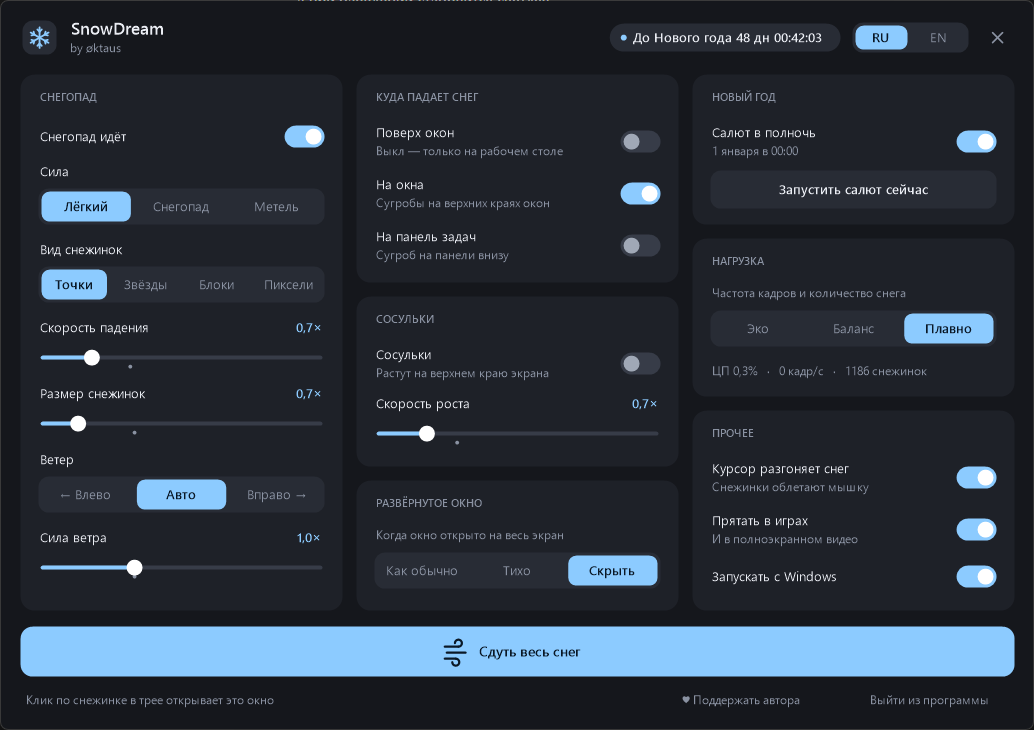 SnowDream
by øktaus
До Нового года 48 дн 00:42:03
RU
EN
СНЕГОПАД
Снегопад идёт
Сила
Лёгкий
Снегопад
Метель
Вид снежинок
Точки
Звёзды
Блоки
Пиксели
Скорость падения
0,7×
Размер снежинок
0,7×
Ветер
← Влево
Авто
Вправо →
Сила ветра
1,0×
КУДА ПАДАЕТ СНЕГ
Поверх окон
Выкл — только на рабочем столе
На окна
Сугробы на верхних краях окон
На панель задач
Сугроб на панели внизу
СОСУЛЬКИ
Сосульки
Растут на верхнем краю экрана
Скорость роста
0,7×
РАЗВЁРНУТОЕ ОКНО
Когда окно открыто на весь экран
Как обычно
Тихо
Скрыть
НОВЫЙ ГОД
Салют в полночь
1 января в 00:00
Запустить салют сейчас
НАГРУЗКА
Частота кадров и количество снега
Эко
Баланс
Плавно
ЦП 0,3% · 0 кадр/с · 1186 снежинок
ПРОЧЕЕ
Курсор разгоняет снег
Снежинки облетают мышку
Прятать в играх
И в полноэкранном видео
Запускать с Windows
Сдуть весь снег
Клик по снежинке в трее открывает это окно
♥ Поддержать автора
Выйти из программы